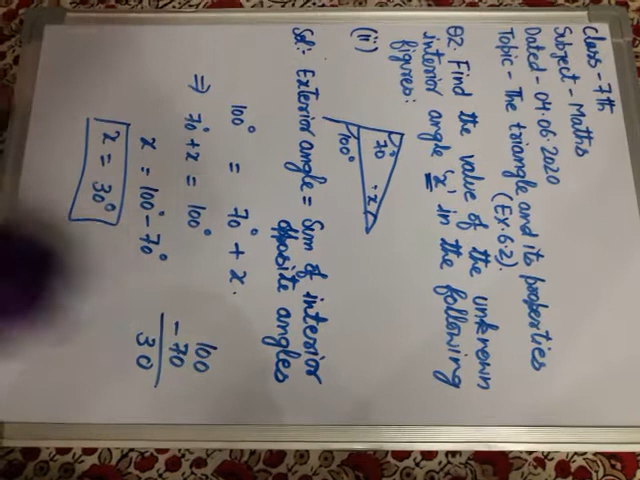 Class - 7th
Subject - Maths
Dated - 04.06.2020
Topic - The triangle and its properties
(Ex. 6.2).
Q2. Find the value of the unknown
interior angle 'x' in the following
figures:
(ii)
70°
100°
x
Sol:. Exterior angle = Sum of interior
opposite angles
100° = 70° + x.
⇒ 70° + x = 100°
x = 100° - 70°
x = 30°
100
- 70
30